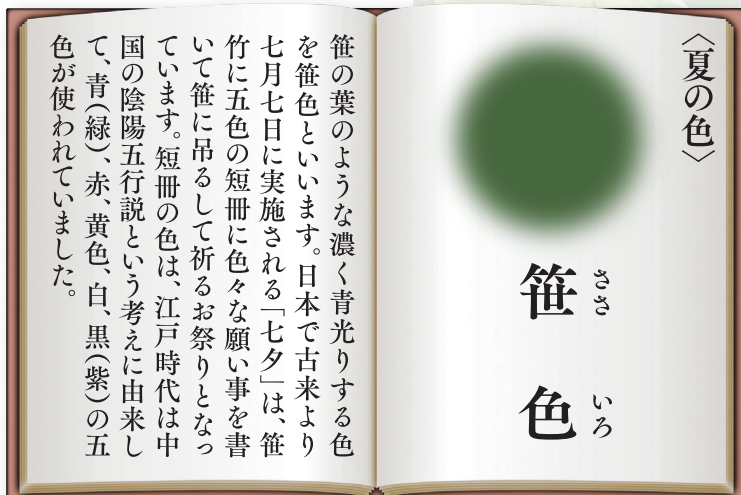 〈夏の色〉
ささ いろ
笹色
笹の葉のような濃く青光りする色
を笹色といいます。日本で古来より
七月七日に実施される「七夕」は、笹
竹に五色の短冊に色々な願い事を書
いて笹に吊るして祈るお祭りとなっ
ています。短冊の色は、江戸時代は中
国の陰陽五行説という考えに由来し
て、青(緑)、赤、黄色、白、黒(紫)の五
色が使われていました。